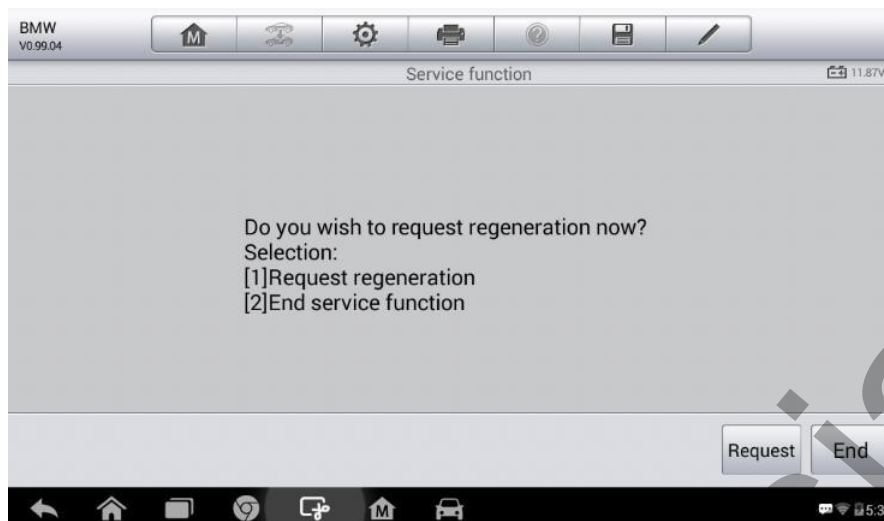 BMW
V0.99.04
Service function
11.87V
Do you wish to request regeneration now?
Selection:
[1]Request regeneration
[2]End service function
Request
End